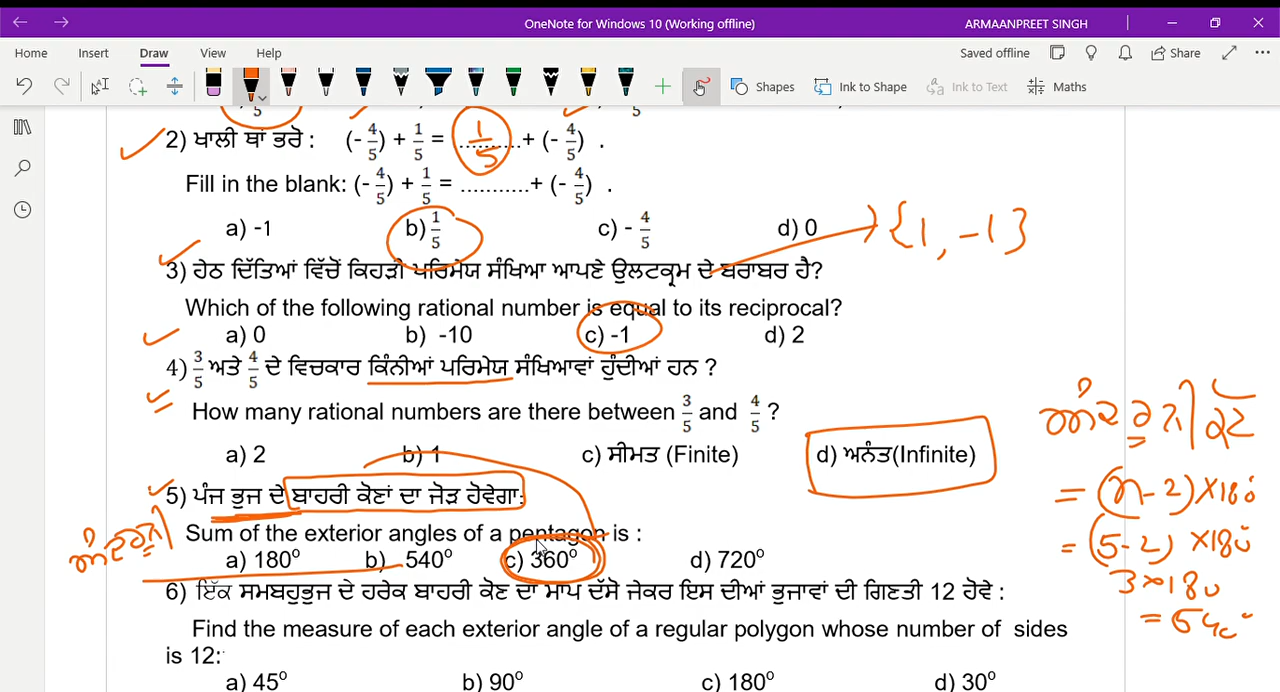 OneNote for Windows 10 (Working offline)
ARMAANPREET SINGH
Home Insert Draw View Help
Saved offline
Share
Shapes Ink to Shape Ink to Text Maths
2) ਖਾਲੀ ਥਾਂ ਭਰੋ : (- 4/5) + 1/5 = .......... + (- 4/5) .
1/5
Fill in the blank: (- 4/5) + 1/5 = ........... + (- 4/5) .
a) -1 b) 1/5 c) - 4/5 d) 0
{1, -1}
3) ਹੇਠ ਦਿੱਤਿਆਂ ਵਿੱਚੋਂ ਕਿਹੜੀ ਪਰਿਮੇਯ ਸੰਖਿਆ ਆਪਣੇ ਉਲਟਕ੍ਰਮ ਦੇ ਬਰਾਬਰ ਹੈ?
Which of the following rational number is equal to its reciprocal?
a) 0 b) -10 c) -1 d) 2
4) 3/5 ਅਤੇ 4/5 ਦੇ ਵਿਚਕਾਰ ਕਿੰਨੀਆਂ ਪਰਿਮੇਯ ਸੰਖਿਆਵਾਂ ਹੁੰਦੀਆਂ ਹਨ ?
How many rational numbers are there between 3/5 and 4/5 ?
a) 2 b) 1 c) ਸੀਮਤ (Finite) d) ਅਨੰਤ(Infinite)
5) ਪੰਜ ਭੁਜ ਦੇ ਬਾਹਰੀ ਕੋਣਾਂ ਦਾ ਜੋੜ ਹੋਵੇਗਾ:
Sum of the exterior angles of a pentagon is :
a) 180° b) 540° c) 360° d) 720°
ਅੰਦਰੂਨੀ
6) ਇੱਕ ਸਮਬਹੁਭੁਜ ਦੇ ਹਰੇਕ ਬਾਹਰੀ ਕੋਣ ਦਾ ਮਾਪ ਦੱਸੋ ਜੇਕਰ ਇਸ ਦੀਆਂ ਭੁਜਾਵਾਂ ਦੀ ਗਿਣਤੀ 12 ਹੋਵੇ :
Find the measure of each exterior angle of a regular polygon whose number of sides
is 12:
a) 45° b) 90° c) 180° d) 30°
ਅੰਦਰੂਨੀ
= (n-2)×180°
= (5-2) ×180
3×180
= 540°